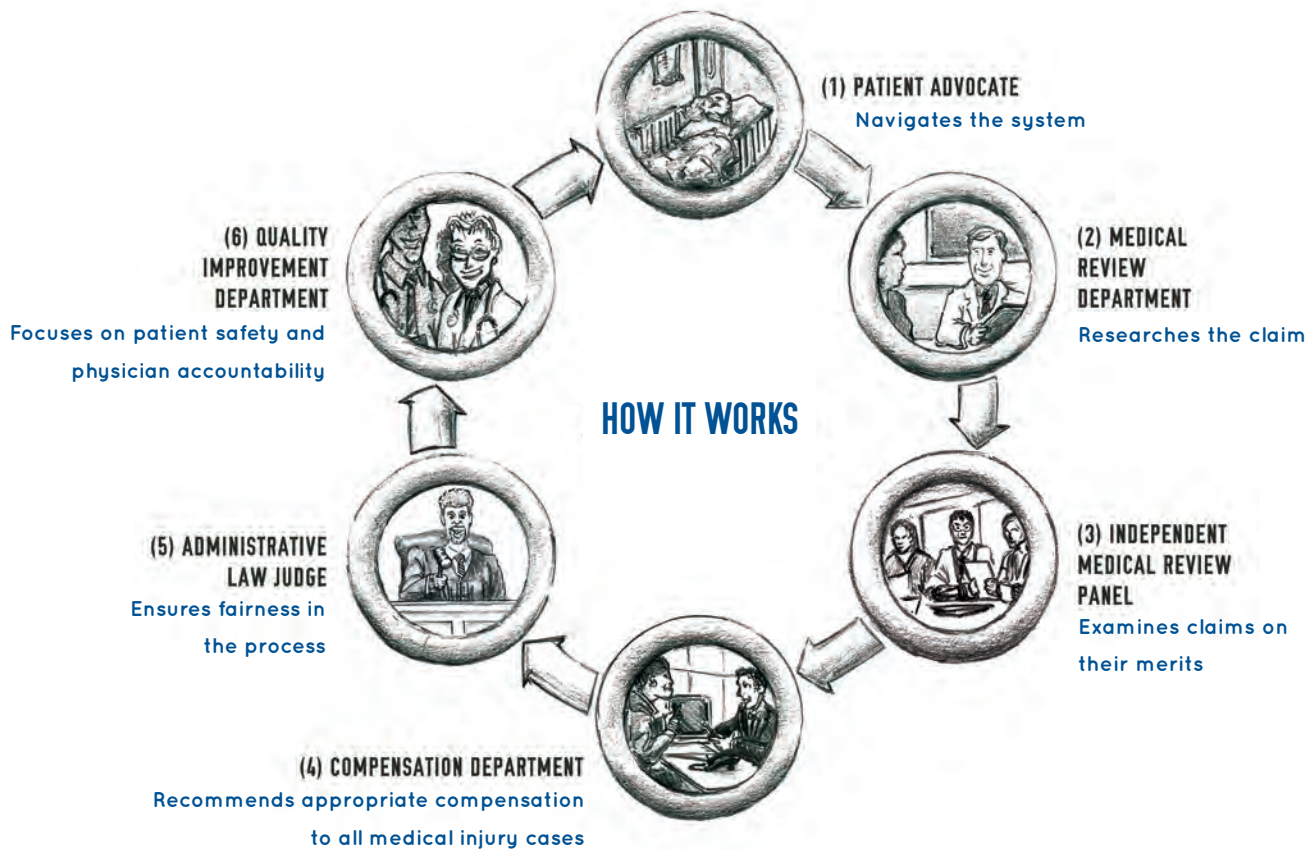 (1) PATIENT ADVOCATE
Navigates the system
(2) MEDICAL
REVIEW
DEPARTMENT
Researches the claim
(3) INDEPENDENT
MEDICAL REVIEW
PANEL
Examines claims on
their merits
(4) COMPENSATION DEPARTMENT
Recommends appropriate compensation
to all medical injury cases
(5) ADMINISTRATIVE
LAW JUDGE
Ensures fairness in
the process
(6) QUALITY
IMPROVEMENT
DEPARTMENT
Focuses on patient safety and
physician accountability
HOW IT WORKS